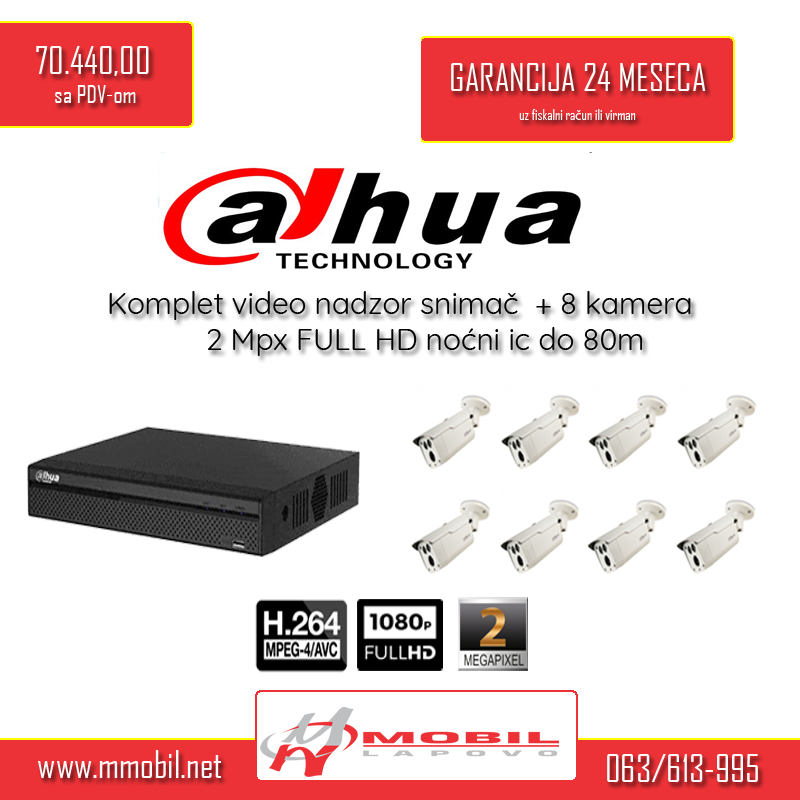 70.440,00
sa PDV-om
GARANCIJA 24 MESECA
uz fiskalni račun ili virman
alhua
TECHNOLOGY
Komplet video nadzor snimač + 8 kamera
2 Mpx FULL HD noćni ic do 80m
alhua
H.264
MPEG-4/AVC
1080P
FULLHD
2
MEGAPIXEL
MOBIL
LAPOVO
www.mmobil.net
063/613-995